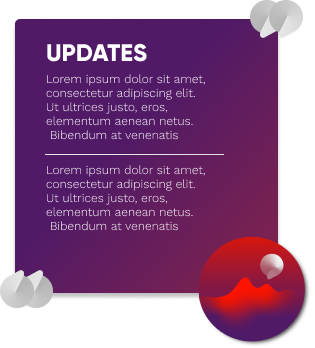 UPDATES
Lorem ipsum dolor sit amet,
consectetur adipiscing elit.
Ut ultrices justo, eros,
elementum aenean netus.
Bibendum at venenatis
Lorem ipsum dolor sit amet,
consectetur adipiscing elit.
Ut ultrices justo, eros,
elementum aenean netus.
Bibendum at venenatis